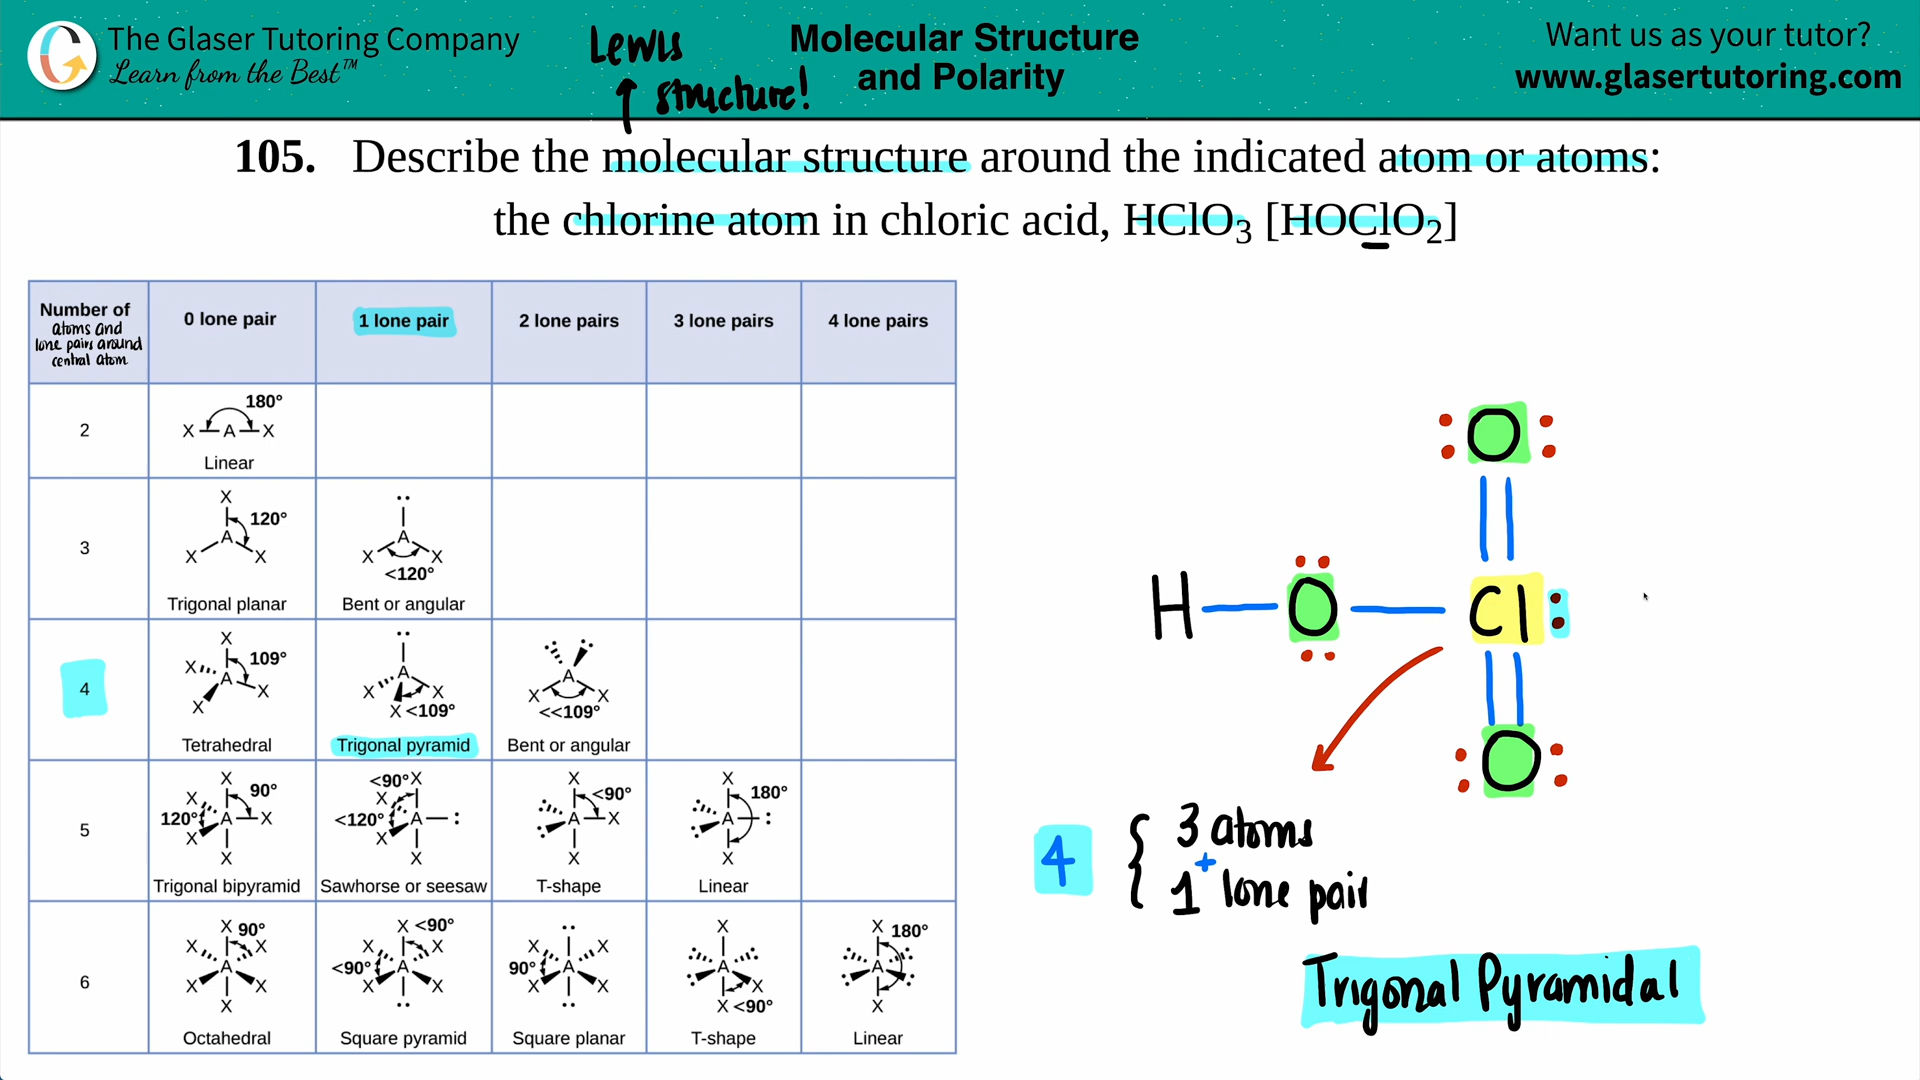 The Glaser Tutoring Company
Learn from the Best™
Lewis
structure!
Molecular Structure
and Polarity
Want us as your tutor?
www.glasertutoring.com
105. Describe the molecular structure around the indicated atom or atoms:
the chlorine atom in chloric acid, HClO₃ [HOClO₂]
Number of
atoms and
lone pairs around
central atom
0 lone pair
1 lone pair
2 lone pairs
3 lone pairs
4 lone pairs
2
180°
X A X
Linear
3
X
120°
A
X X
Trigonal planar
A
X X
<120°
Bent or angular
4
X
109°
X A X
X
Tetrahedral
A
X X
X <109°
Trigonal pyramid
A
X X
<<109°
Bent or angular
5
X
X 90°
120° A X
X
X
Trigonal bipyramid
<90° X
X
<120° A :
X
X
Sawhorse or seesaw
X
<90°
A X
X
T-shape
X
180°
A :
X
Linear
6
X 90°
X X
A
X X
X
Octahedral
X <90°
X X
<90° A
X X
Square pyramid
X X
90° A
X X
Square planar
X
A
X
X <90°
T-shape
X 180°
A
X
Linear
O
H O Cl :
O
4 { 3 atoms
+
1 lone pair
Trigonal Pyramidal